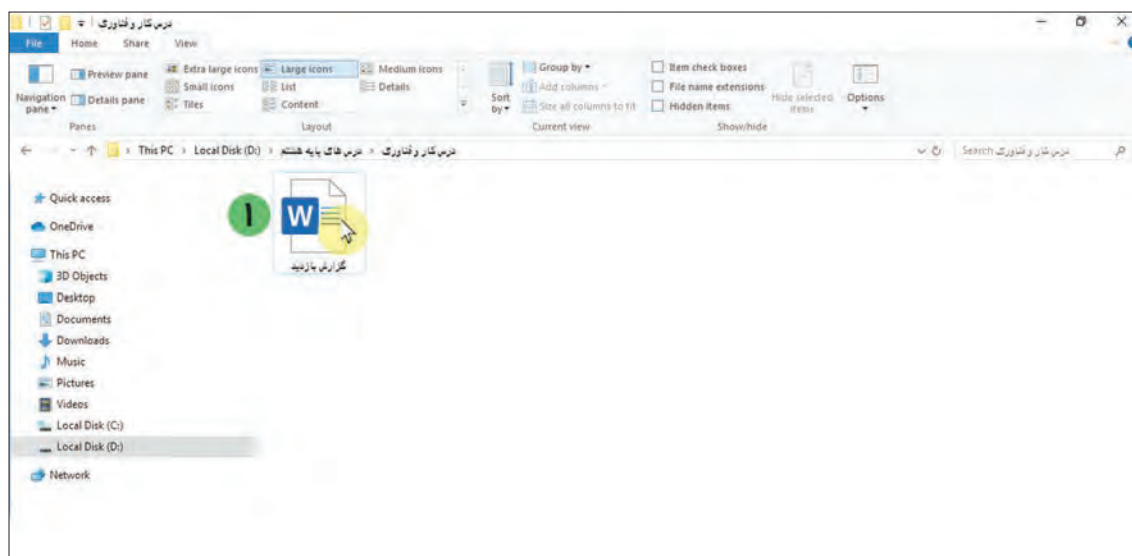 درس کار و فناوری
File Home Share View
Navigation pane
Preview pane
Details pane
Panes
Extra large icons Large icons Medium icons
Small icons List Details
Tiles Content
Layout
Sort by
Group by
Add columns
Size all columns to fit
Current view
Item check boxes
File name extensions
Hidden items
Hide selected items
Show/hide
Options
This PC › Local Disk (D:) › درس های پایه هشتم › درس کار و فناوری
Search درس کار و فناوری
Quick access
OneDrive
This PC
3D Objects
Desktop
Documents
Downloads
Music
Pictures
Videos
Local Disk (C:)
Local Disk (D:)
Network
۱
W
گزارش بازدید